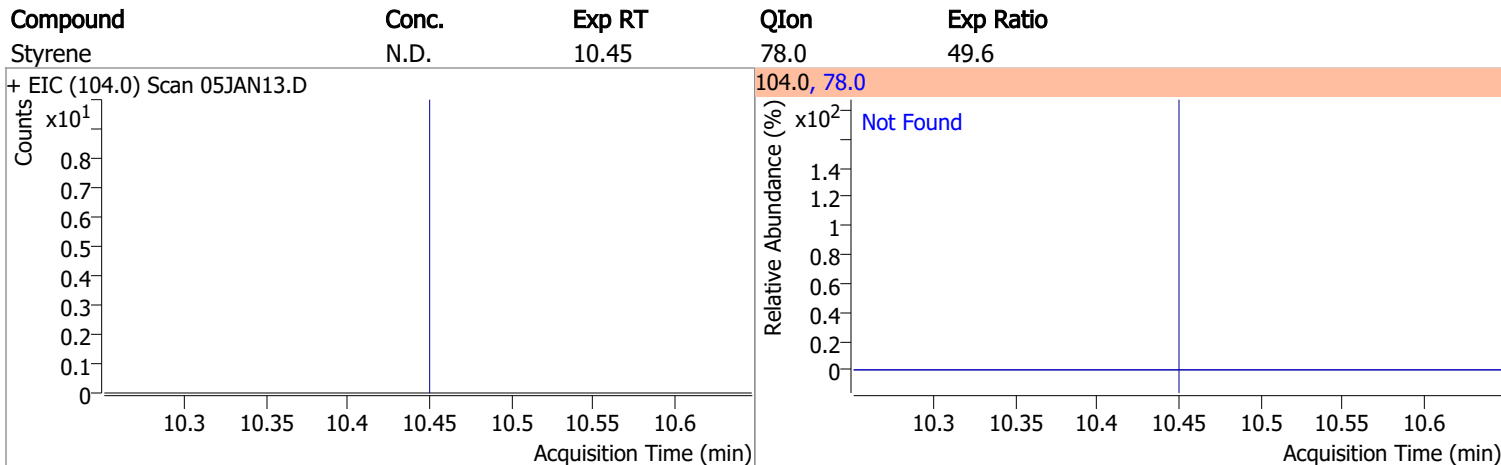 Compound Conc. Exp RT QIon Exp Ratio
Styrene N.D. 10.45 78.0 49.6
+ EIC (104.0) Scan 05JAN13.D
Counts
x10¹
0.8
0.7
0.6
0.5
0.4
0.3
0.2
0.1
0
10.3 10.35 10.4 10.45 10.5 10.55 10.6
Acquisition Time (min)
104.0, 78.0
Relative Abundance (%)
x10²
Not Found
1.4
1.2
1
0.8
0.6
0.4
0.2
0
10.3 10.35 10.4 10.45 10.5 10.55 10.6
Acquisition Time (min)